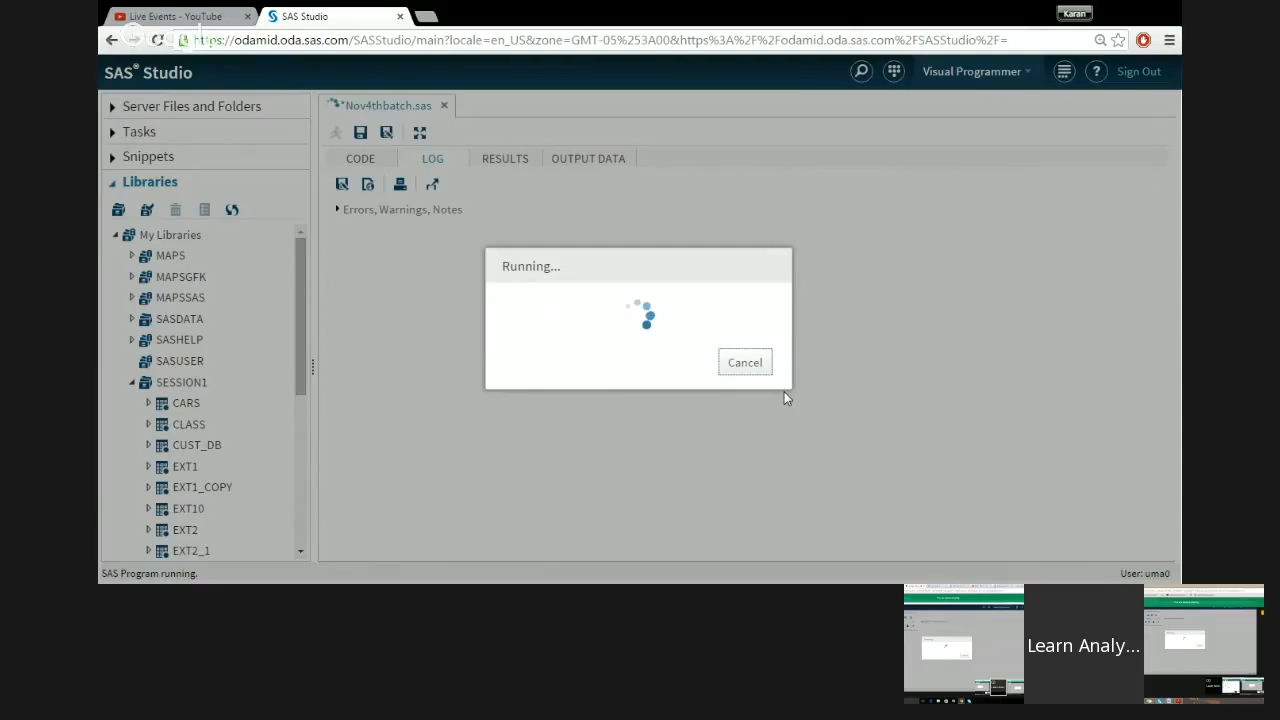 Live Events - YouTube
SAS Studio
Karan
https://odamid.oda.sas.com/SASStudio/main?locale=en_US&zone=GMT-05%253A00&https%3A%2F%2Fodamid.oda.sas.com%2FSASStudio%2F=
SAS® Studio
Visual Programmer
Sign Out
Server Files and Folders
*Nov4thbatch.sas
Tasks
Snippets
CODE
LOG
RESULTS
OUTPUT DATA
Libraries
Errors, Warnings, Notes
My Libraries
MAPS
MAPSGFK
MAPSSAS
SASDATA
SASHELP
SASUSER
SESSION1
CARS
CLASS
CUST_DB
EXT1
EXT1_COPY
EXT10
EXT2
EXT2_1
Running...
Cancel
SAS Program running.
User: uma0
Learn Analy...